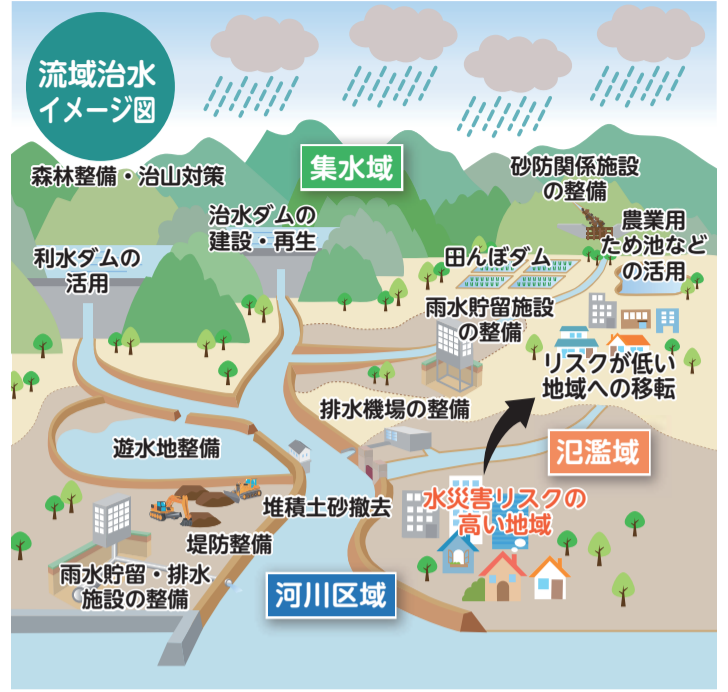 流域治水
イメージ図
集水域
森林整備・治山対策
砂防関係施設
の整備
治水ダムの
建設・再生
農業用
ため池など
の活用
利水ダムの
活用
田んぼダム
雨水貯留施設
の整備
リスクが低い
地域への移転
排水機場の整備
遊水地整備
氾濫域
水災害リスクの
高い地域
堆積土砂撤去
堤防整備
雨水貯留・排水
施設の整備
河川区域